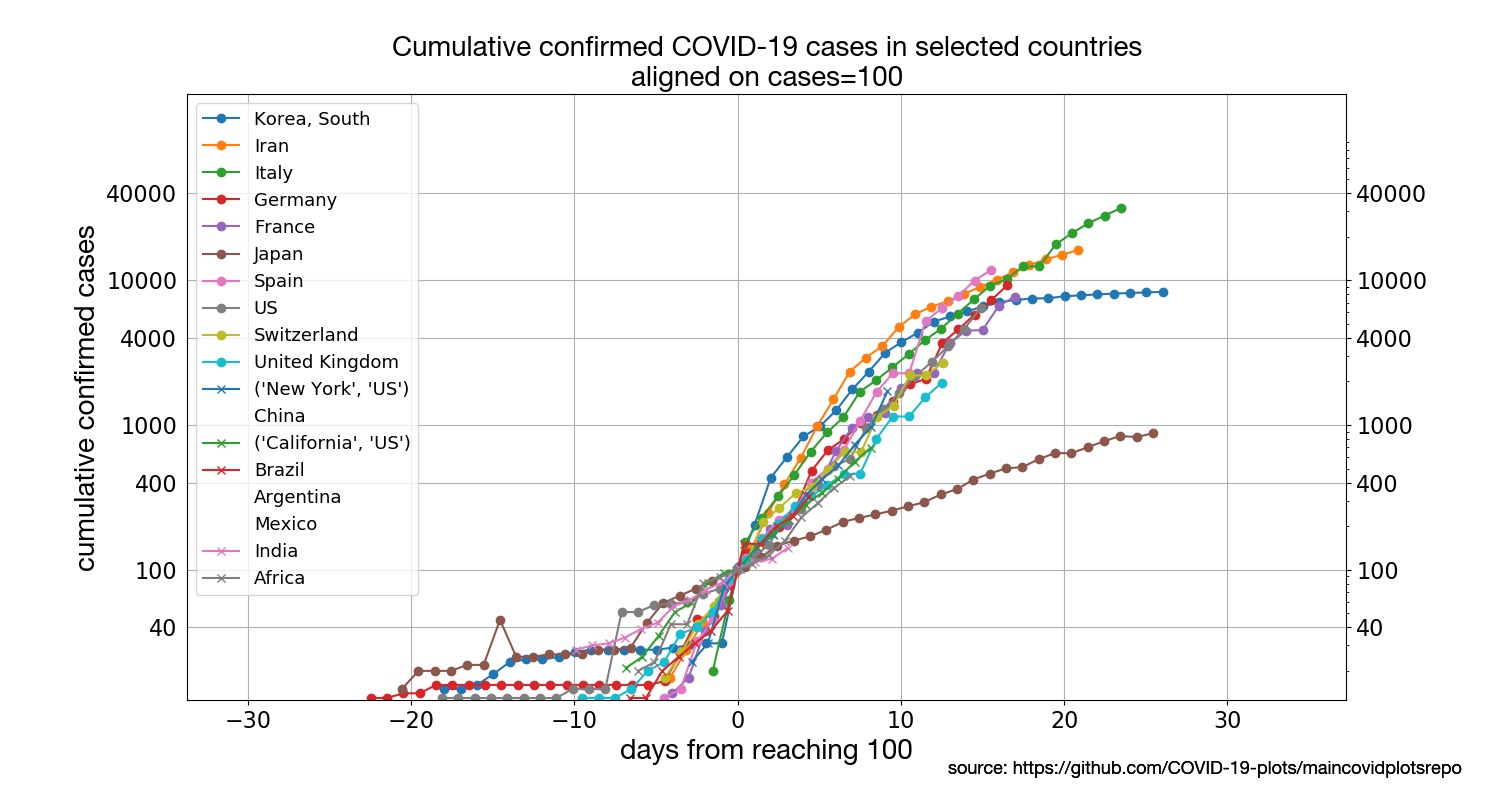 Cumulative confirmed COVID-19 cases in selected countries
aligned on cases=100
Korea, South
Iran
Italy
Germany
France
Japan
Spain
US
Switzerland
United Kingdom
('New York', 'US')
China
('California', 'US')
Brazil
Argentina
Mexico
India
Africa
cumulative confirmed cases
40000
10000
4000
1000
400
100
40
40000
10000
4000
1000
400
100
40
−30
−20
−10
0
10
20
30
days from reaching 100
source: https://github.com/COVID-19-plots/maincovidplotsrepo